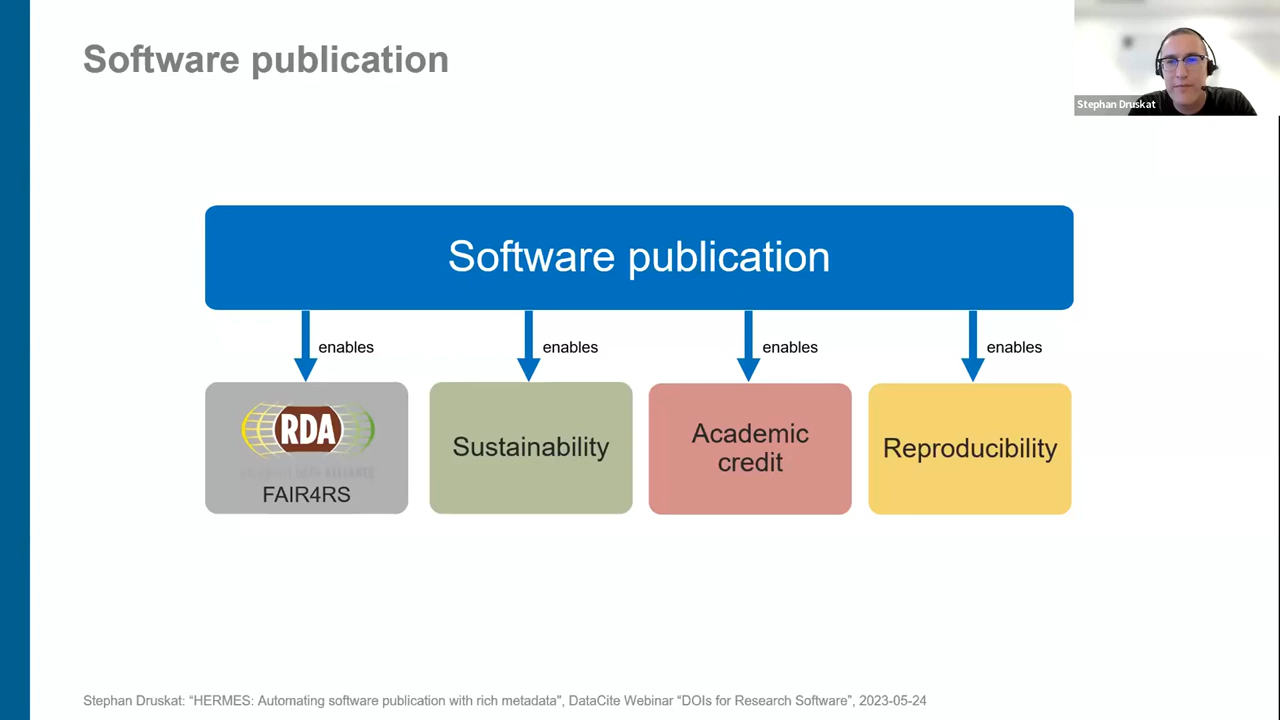 Software publication
Stephan Druskat
Software publication
enables
enables
enables
enables
RDA
FAIR4RS
Sustainability
Academic
credit
Reproducibility
Stephan Druskat: “HERMES: Automating software publication with rich metadata”, DataCite Webinar “DOIs for Research Software”, 2023-05-24